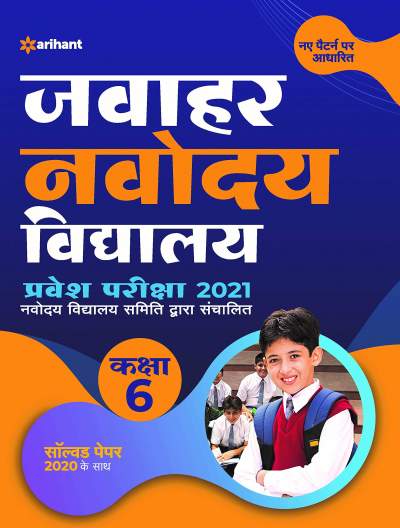 arihant
नए पैटर्न पर
आधारित
जवाहर
नवोदय
विद्यालय
प्रवेश परीक्षा 2021
नवोदय विद्यालय समिति द्वारा संचालित
कक्षा
6
सॉल्वड पेपर
2020 के साथ